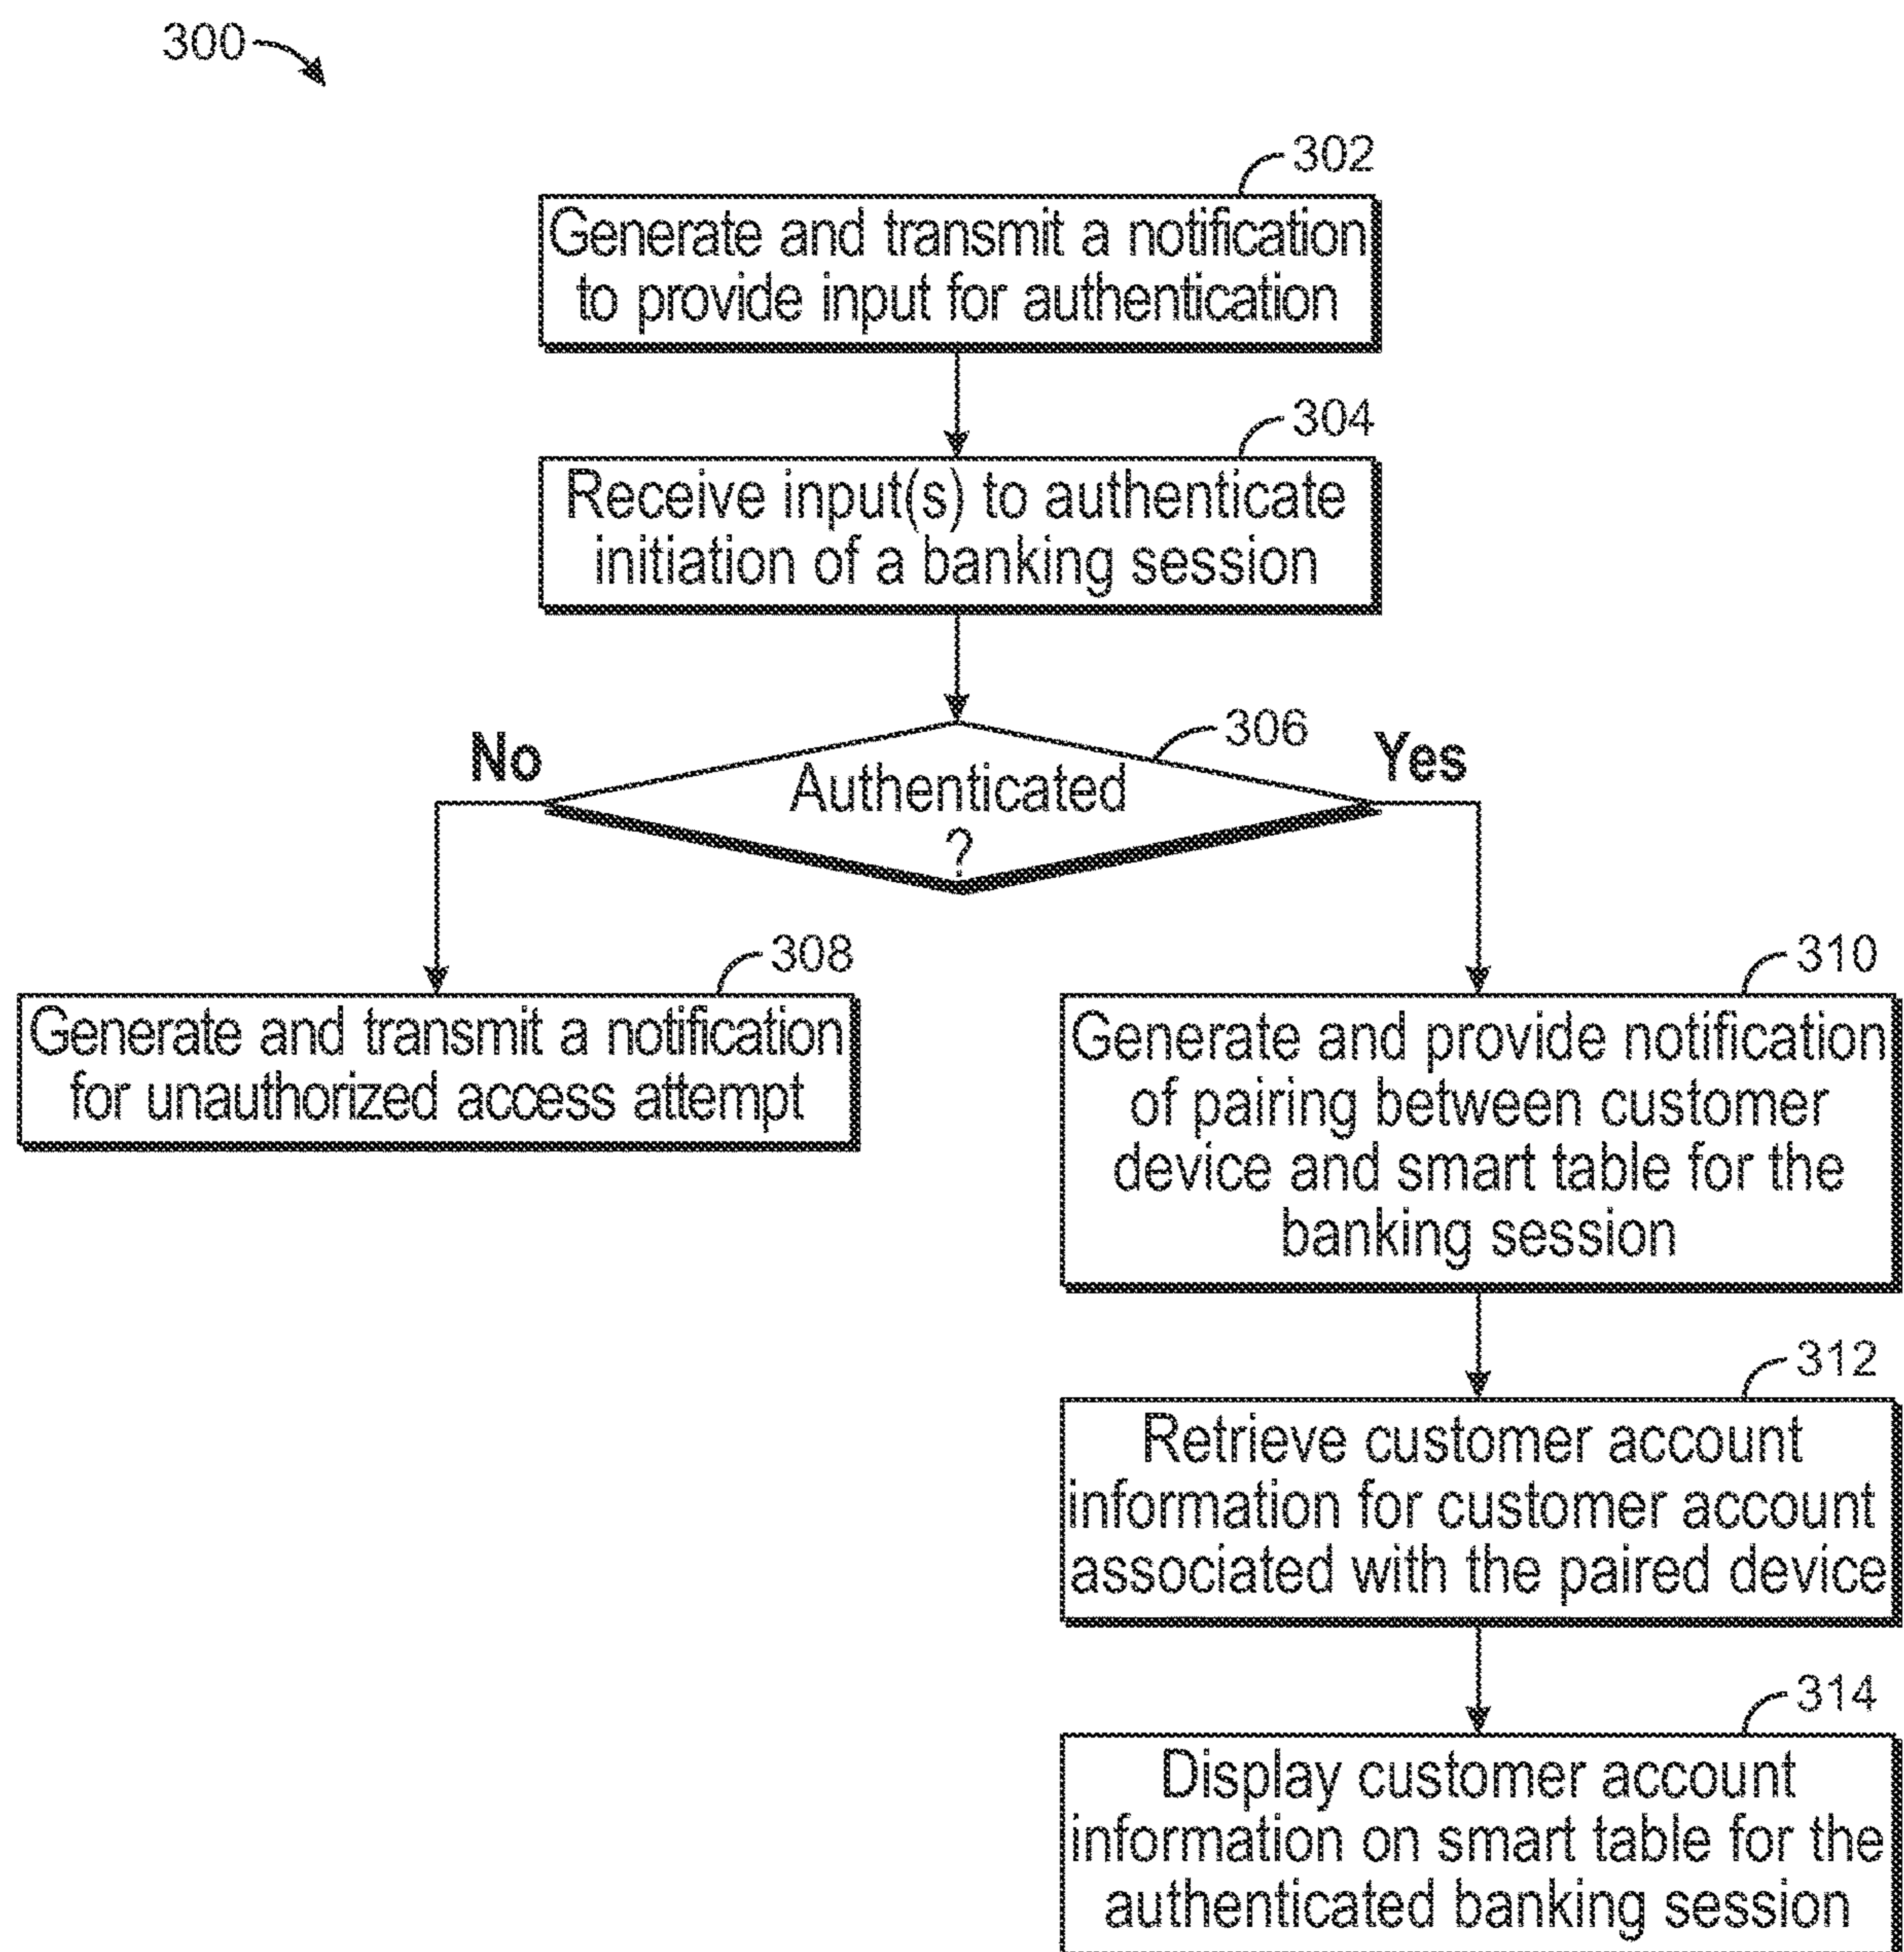 300
302
Generate and transmit a notification
to provide input for authentication
304
Receive input(s) to authenticate
initiation of a banking session
306
No
Yes
Authenticated
?
308
Generate and transmit a notification
for unauthorized access attempt
310
Generate and provide notification
of pairing between customer
device and smart table for the
banking session
312
Retrieve customer account
information for customer account
associated with the paired device
314
Display customer account
information on smart table for the
authenticated banking session